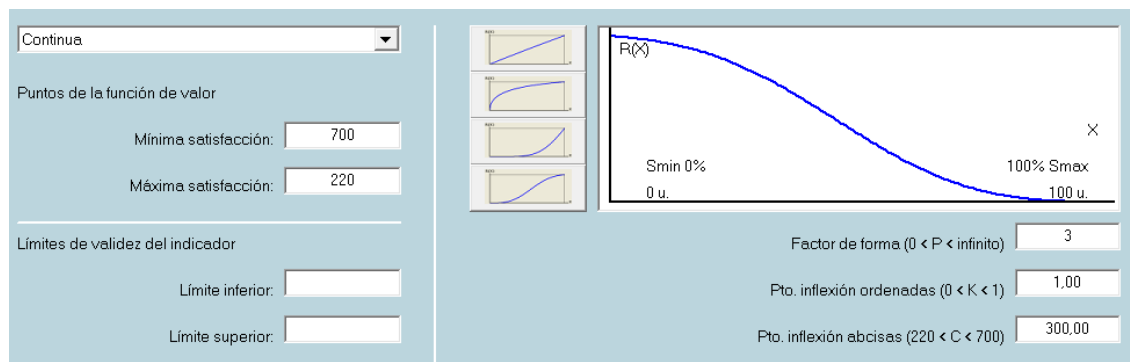 Continua
Puntos de la función de valor
Mínima satisfacción: 700
Máxima satisfacción: 220
Límites de validez del indicador
Límite inferior:
Límite superior:
R(X)
X
Smin 0% 100% Smax
0 u. 100 u.
Factor de forma (0 < P < infinito) 3
Pto. inflexión ordenadas (0 < K < 1) 1,00
Pto. inflexión abcisas (220 < C < 700) 300,00